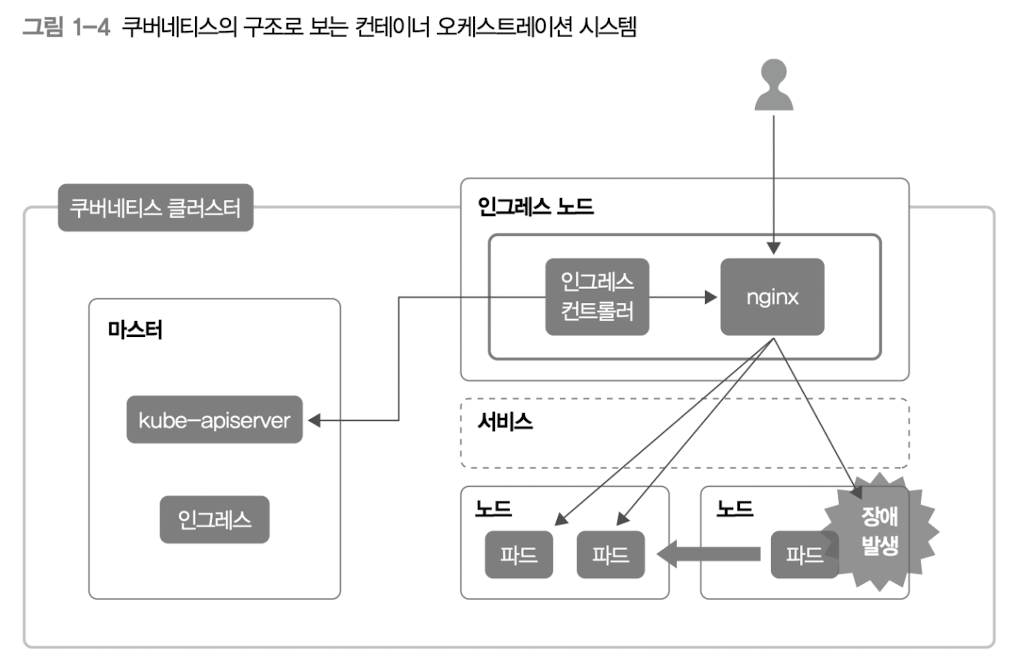 그림 1-4 쿠버네티스의 구조로 보는 컨테이너 오케스트레이션 시스템
쿠버네티스 클러스터
인그레스 노드
인그레스
컨트롤러
nginx
마스터
kube-apiserver
인그레스
서비스
노드
파드
파드
노드
파드
장애
발생